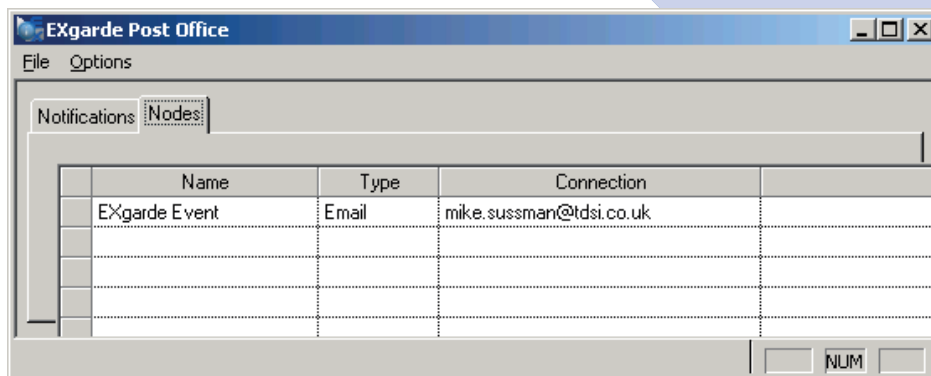 EXgarde Post Office
File Options
Notifications Nodes
Name Type Connection
EXgarde Event Email mike.sussman@tdsi.co.uk
NUM